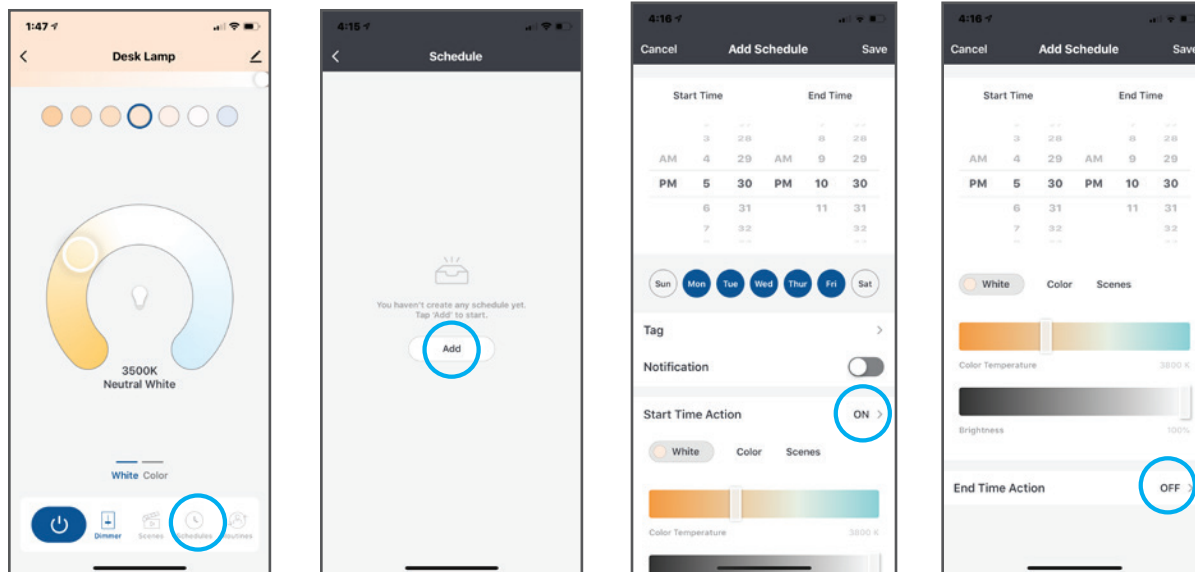 1:47
Desk Lamp
3500K
Neutral White
White Color
Dimmer Scenes Schedules Routines
4:15
Schedule
You haven't create any schedule yet.
Tap 'Add' to start.
Add
4:16
Cancel Add Schedule Save
Start Time End Time
3 28 8 28
AM 4 29 AM 9 29
PM 5 30 PM 10 30
6 31 11 31
7 32 32
Sun Mon Tue Wed Thur Fri Sat
Tag
Notification
Start Time Action ON
White Color Scenes
Color Temperature 3800 K
4:16
Cancel Add Schedule Save
Start Time End Time
3 28 8 28
AM 4 29 AM 9 29
PM 5 30 PM 10 30
6 31 11 31
7 32 32
White Color Scenes
Color Temperature 3800 K
Brightness 100%
End Time Action OFF